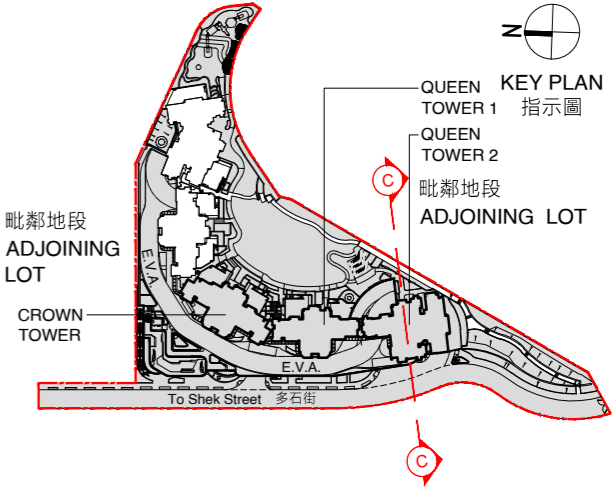 N
KEY PLAN
指示圖
QUEEN
TOWER 1
QUEEN
TOWER 2
C
毗鄰地段
ADJOINING LOT
毗鄰地段
ADJOINING
LOT
E.V.A.
CROWN
TOWER
E.V.A.
To Shek Street 多石街
C